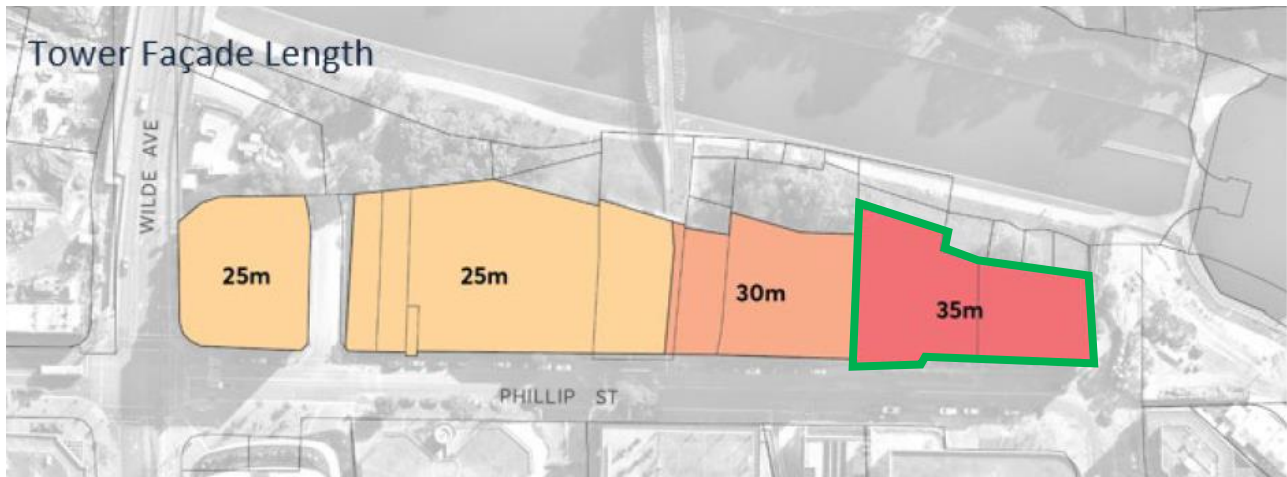 Tower Façade Length
WILDE AVE
25m
25m
30m
35m
PHILLIP ST